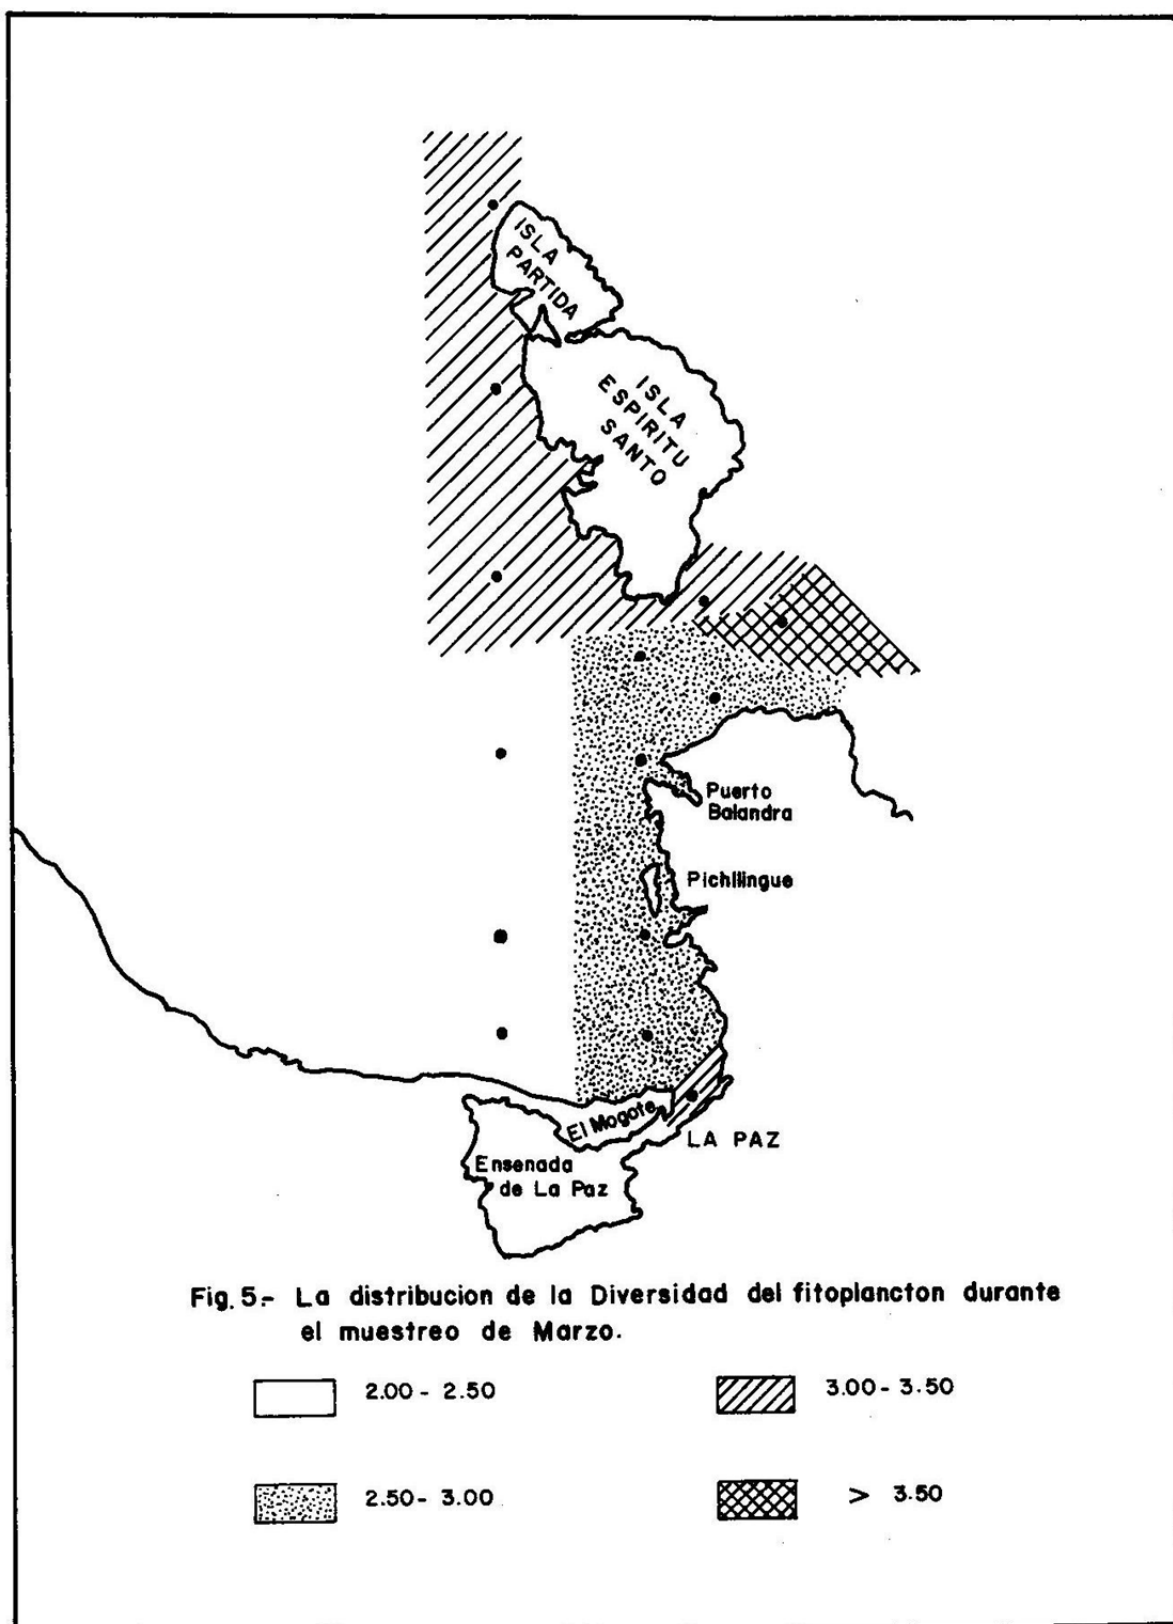 ISLA
PARTIDA
ISLA
ESPIRITU
SANTO
Puerto
Balandra
Pichilingue
El Mogote
LA PAZ
Ensenada
de La Paz
Fig. 5.- La distribucion de la Diversidad del fitoplancton durante
el muestreo de Marzo.
2.00 - 2.50
3.00 - 3.50
2.50 - 3.00
> 3.50